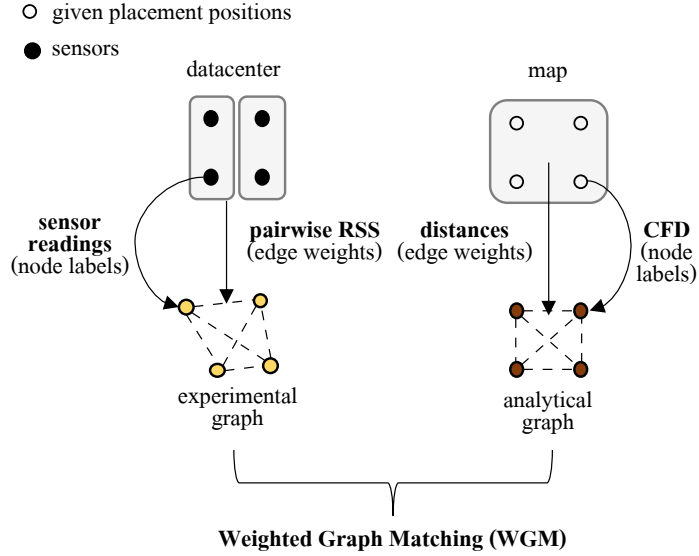 given placement positions
sensors
datacenter
map
sensor
readings
(node labels)
pairwise RSS
(edge weights)
distances
(edge weights)
CFD
(node
labels)
experimental
graph
analytical
graph
Weighted Graph Matching (WGM)